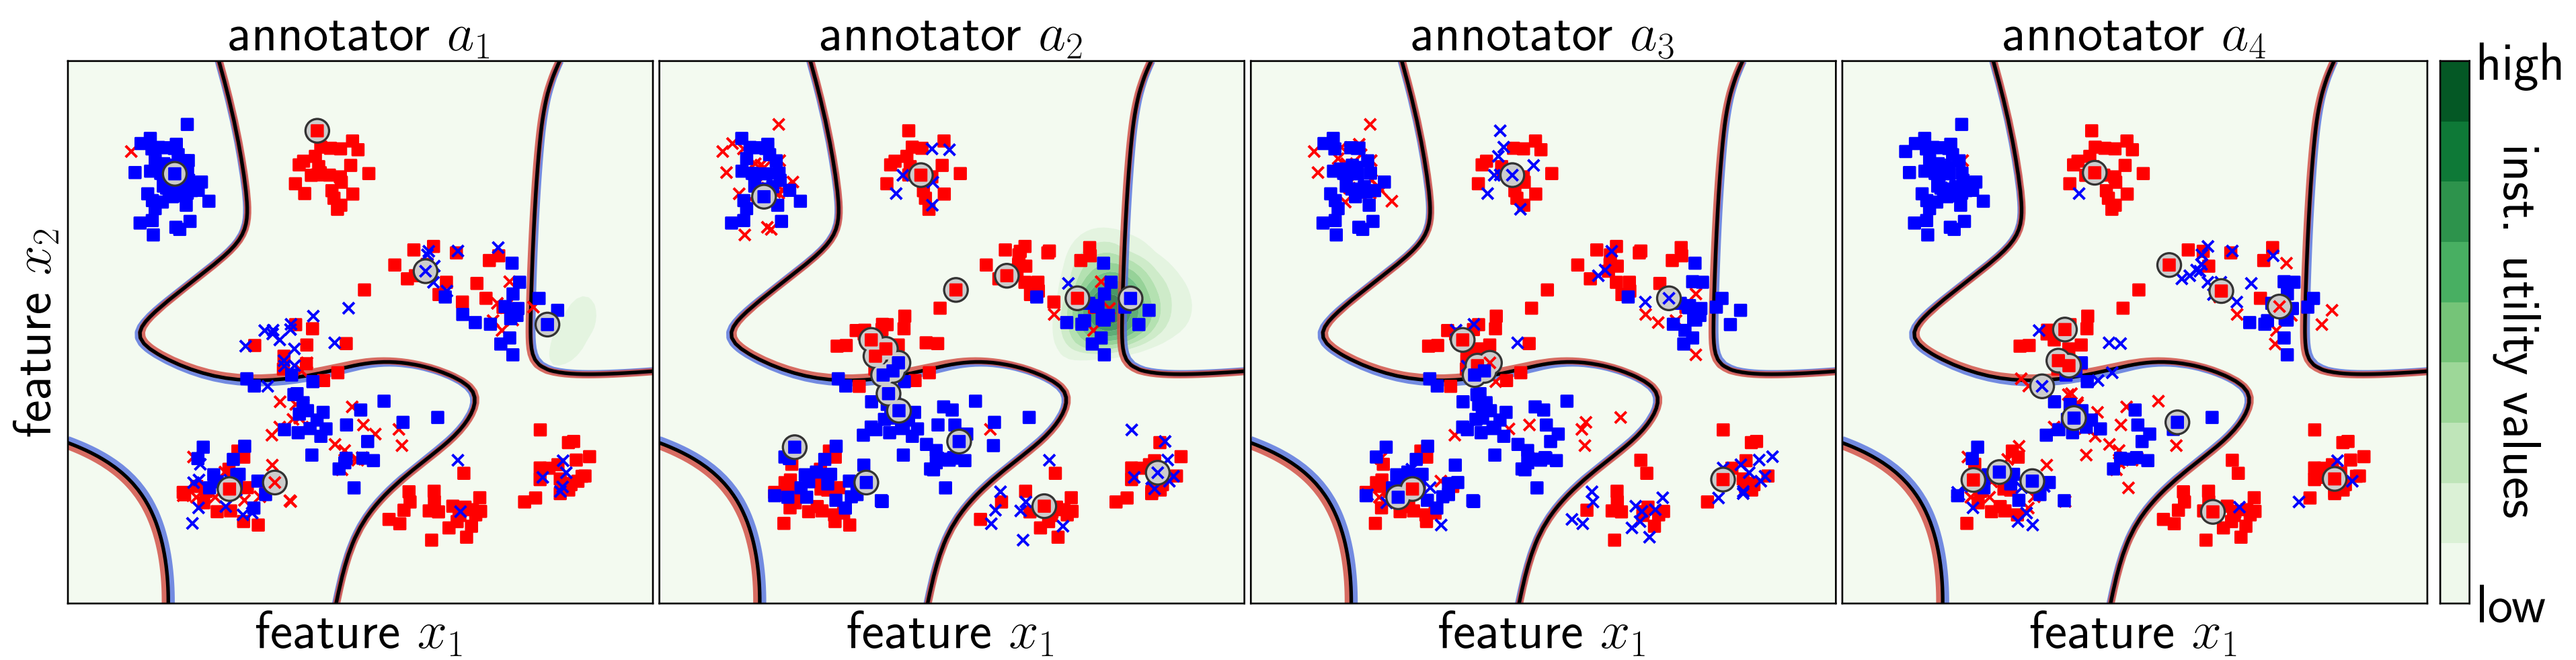 annotator a₁
annotator a₂
annotator a₃
annotator a₄
feature x₂
feature x₁
feature x₁
feature x₁
feature x₁
high
inst. utility values
low